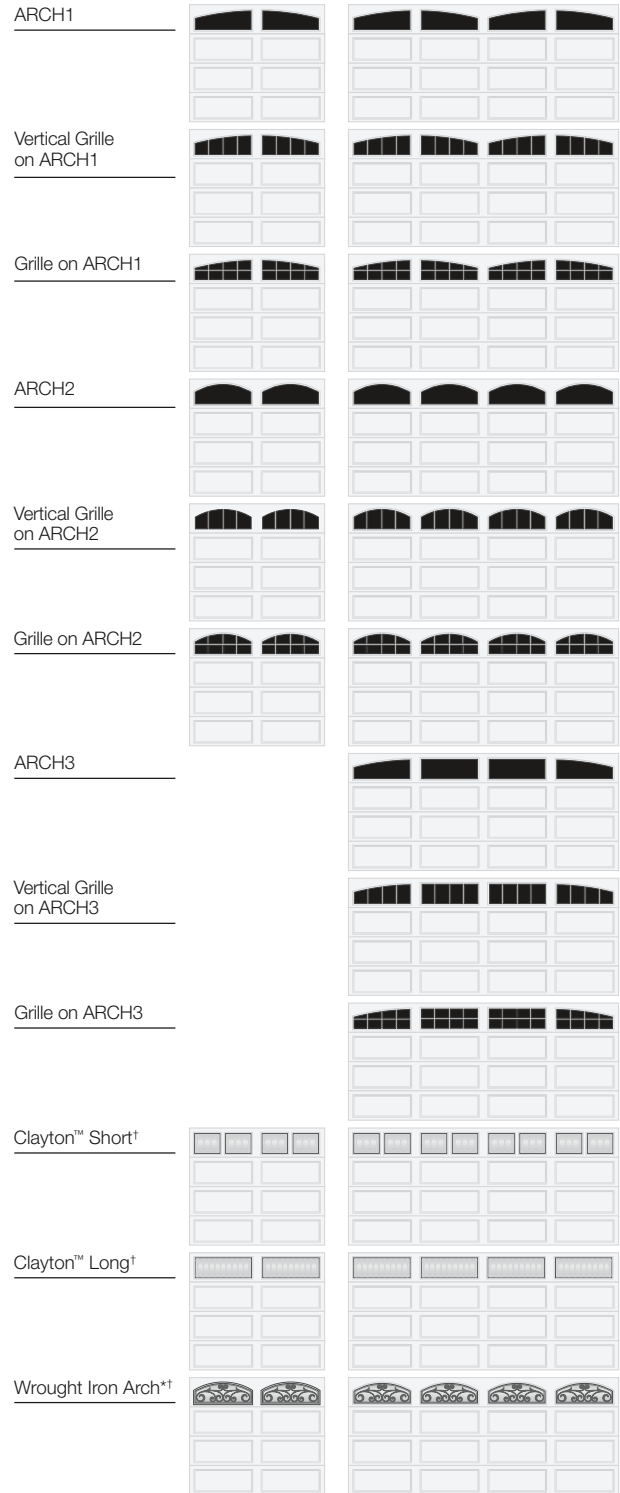 ARCH1
Vertical Grille
on ARCH1
Grille on ARCH1
ARCH2
Vertical Grille
on ARCH2
Grille on ARCH2
ARCH3
Vertical Grille
on ARCH3
Grille on ARCH3
Clayton™ Short†
Clayton™ Long†
Wrought Iron Arch*†